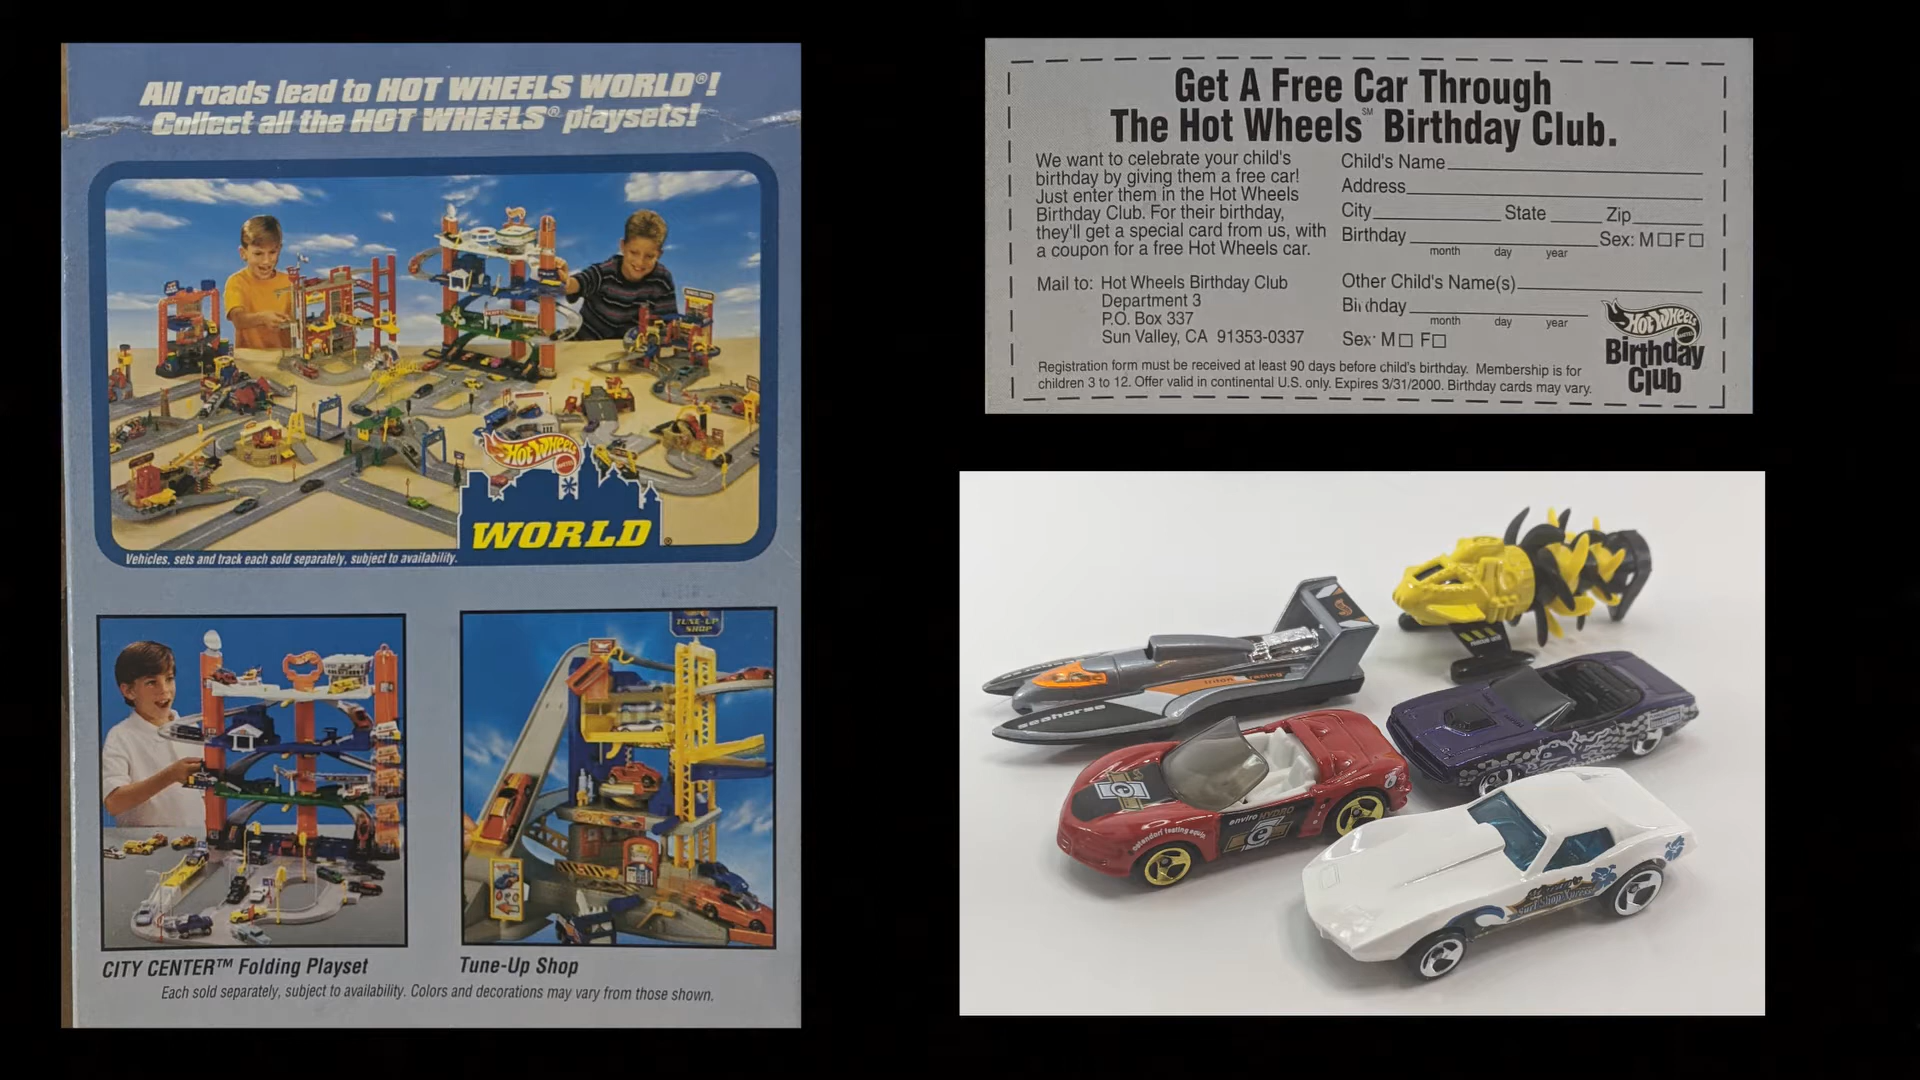 All roads lead to HOT WHEELS WORLD®!
Collect all the HOT WHEELS® playsets!
HOT WHEELS
MATTEL
WORLD®
Vehicles, sets and track each sold separately, subject to availability.
TUNE-UP
SHOP
CITY CENTER™ Folding Playset
Tune-Up Shop
Each sold separately, subject to availability. Colors and decorations may vary from those shown.
Get A Free Car Through
The Hot Wheels℠ Birthday Club.
We want to celebrate your child's
birthday by giving them a free car!
Just enter them in the Hot Wheels
Birthday Club. For their birthday,
they'll get a special card from us, with
a coupon for a free Hot Wheels car.
Mail to: Hot Wheels Birthday Club
Department 3
P.O. Box 337
Sun Valley, CA 91353-0337
Child's Name
Address
City State Zip
Birthday Sex: M☐F☐
month day year
Other Child's Name(s)
Birthday
month day year
Sex: M☐ F☐
HOT WHEELS
MATTEL
Birthday
Club
Registration form must be received at least 90 days before child's birthday. Membership is for
children 3 to 12. Offer valid in continental U.S. only. Expires 3/31/2000. Birthday cards may vary.
triton racing
seahorse
enviro HYDRO
e
Surf Shop Xpress